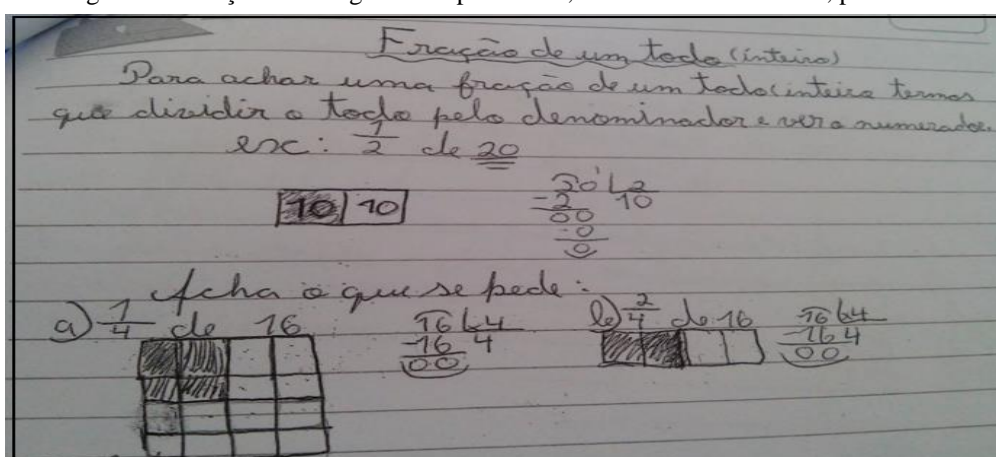 Fração de um todo (inteiro)
Para achar uma fração de um todo (inteiro temos
que dividir o todo pelo denominador e ver o numerador.
ex: 1/2 de 20
10 10
20 2
-2 10
00
-0
0
Acha o que se pede:
a) 1/4 de 16
16 4
-16 4
00
b) 2/4 de 16
16 4
-16 4
00